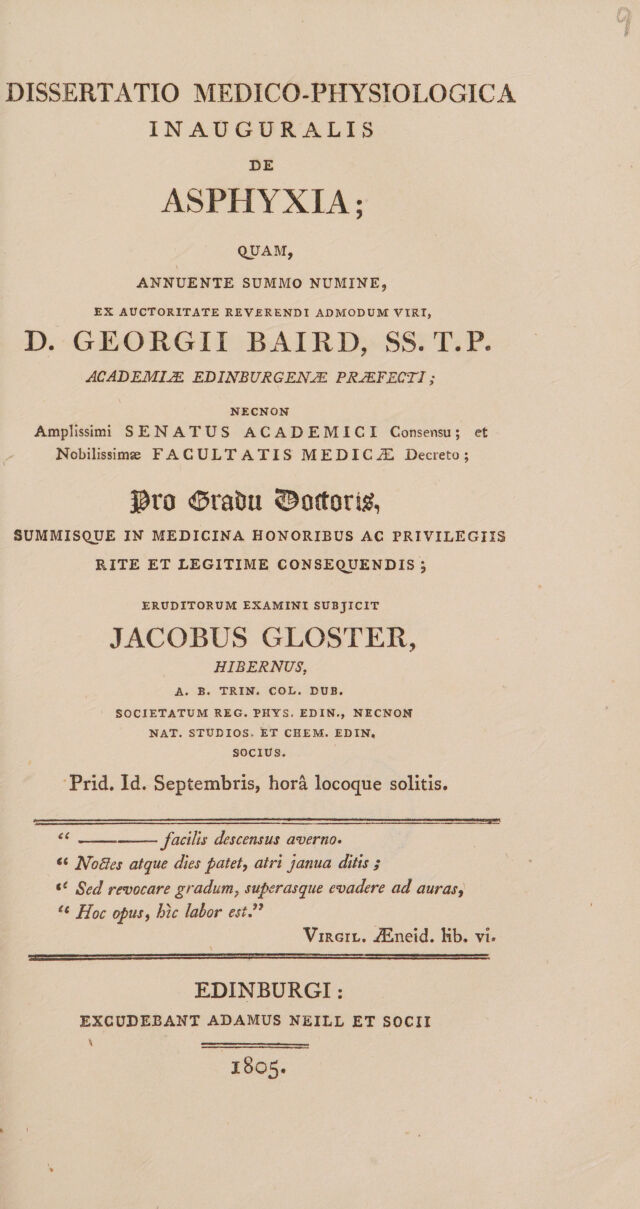 9
DISSERTATIO MEDICO-PHYSIOLOGICA
INAUGURALIS
DE
ASPHYXIA;
QUAM,
ANNUENTE SUMMO NUMINE,
EX AUCTORITATE REVERENDI ADMODUM VIRI,
D. GEORGII BAIRD, SS. T. P.
ACADEMIÆ EDINBURGENÆ PRÆFECTI;
NECNON
Amplissimi SENATUS ACADEMICI Consensu; et
Nobilissimæ FACULTATIS MEDICÆ Decreto;
Pro Gradu Doctoris,
SUMMISQUE IN MEDICINA HONORIBUS AC PRIVILEGIIS
RITE ET LEGITIME CONSEQUENDIS;
ERUDITORUM EXAMINI SUBJICIT
JACOBUS GLOSTER,
HIBERNUS,
A. B. TRIN. COL. DUB.
SOCIETATUM REG. PHYS. EDIN., NECNON
NAT. STUDIOS. ET CHEM. EDIN.
SOCIUS.
Prid. Id. Septembris, horâ locoque solitis.
“ ———— facilis descensus averno.
“ Noctes atque dies patet, atri janua ditis;
“ Sed revocare gradum, superasque evadere ad auras,
“ Hoc opus, hìc labor est.”
VIRGIL. Æneid. lib. vi.
EDINBURGI:
EXCUDEBANT ADAMUS NEILL ET SOCII
1805.